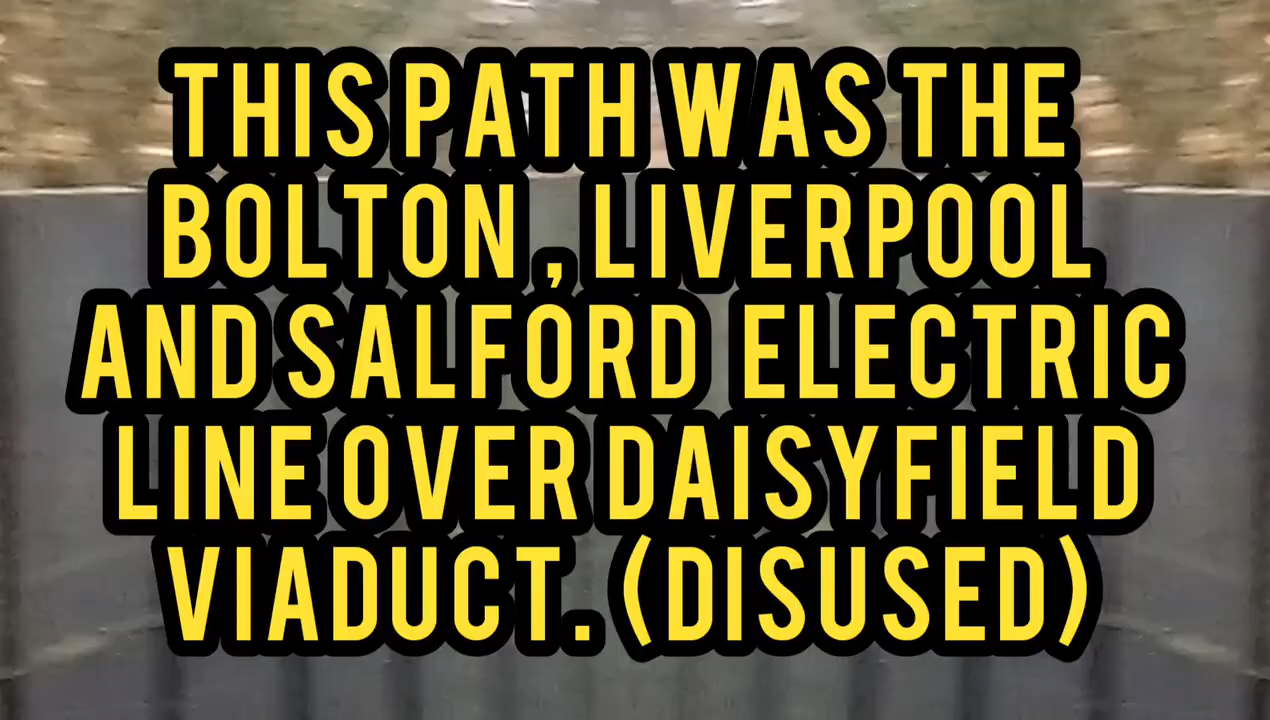 THIS PATH WAS THE
BOLTON , LIVERPOOL
AND SALFORD ELECTRIC
LINE OVER DAISYFIELD
VIADUCT. (DISUSED)